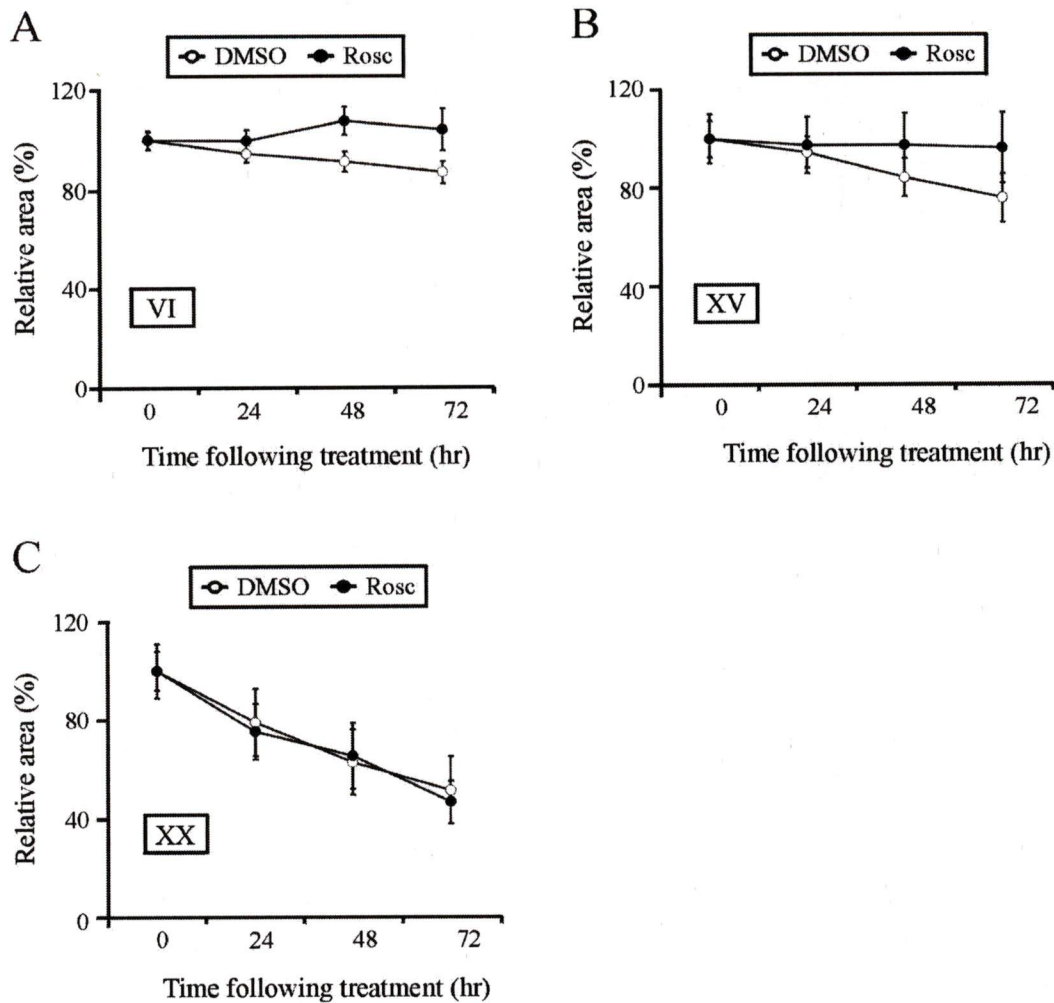 A
DMSO Rosc
120
80
40
0
Relative area (%)
VI
0 24 48 72
Time following treatment (hr)
B
DMSO Rosc
120
80
40
0
Relative area (%)
XV
0 24 48 72
Time following treatment (hr)
C
DMSO Rosc
120
80
40
0
Relative area (%)
XX
0 24 48 72
Time following treatment (hr)